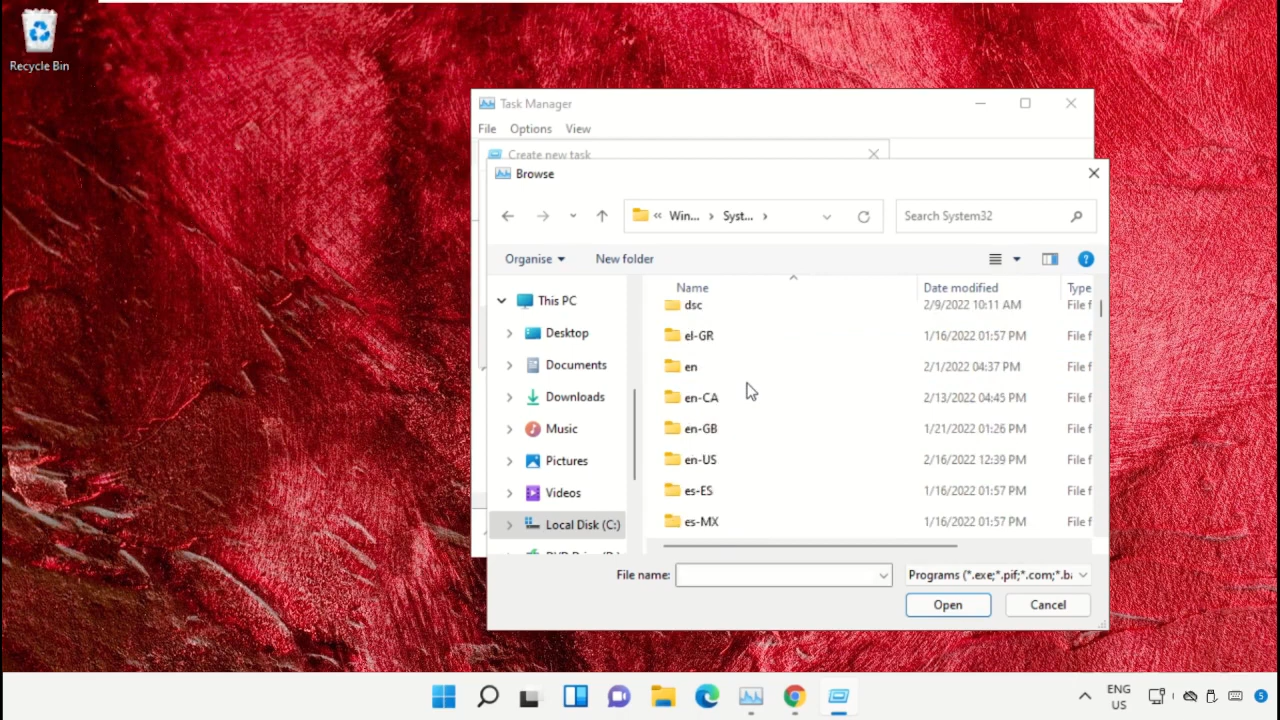 Recycle Bin
Task Manager
File Options View
Create new task
Browse
Win... Syst...
Search System32
Organise New folder
Name Date modified Type
This PC
Desktop
Documents
Downloads
Music
Pictures
Videos
Local Disk (C:)
dsc 2/9/2022 10:11 AM File f
el-GR 1/16/2022 01:57 PM File f
en 2/1/2022 04:37 PM File f
en-CA 2/13/2022 04:45 PM File f
en-GB 1/21/2022 01:26 PM File f
en-US 2/16/2022 12:39 PM File f
es-ES 1/16/2022 01:57 PM File f
es-MX 1/16/2022 01:57 PM File f
File name: Programs (*.exe;*.pif;*.com;*.ba
Open Cancel
ENG
US
5